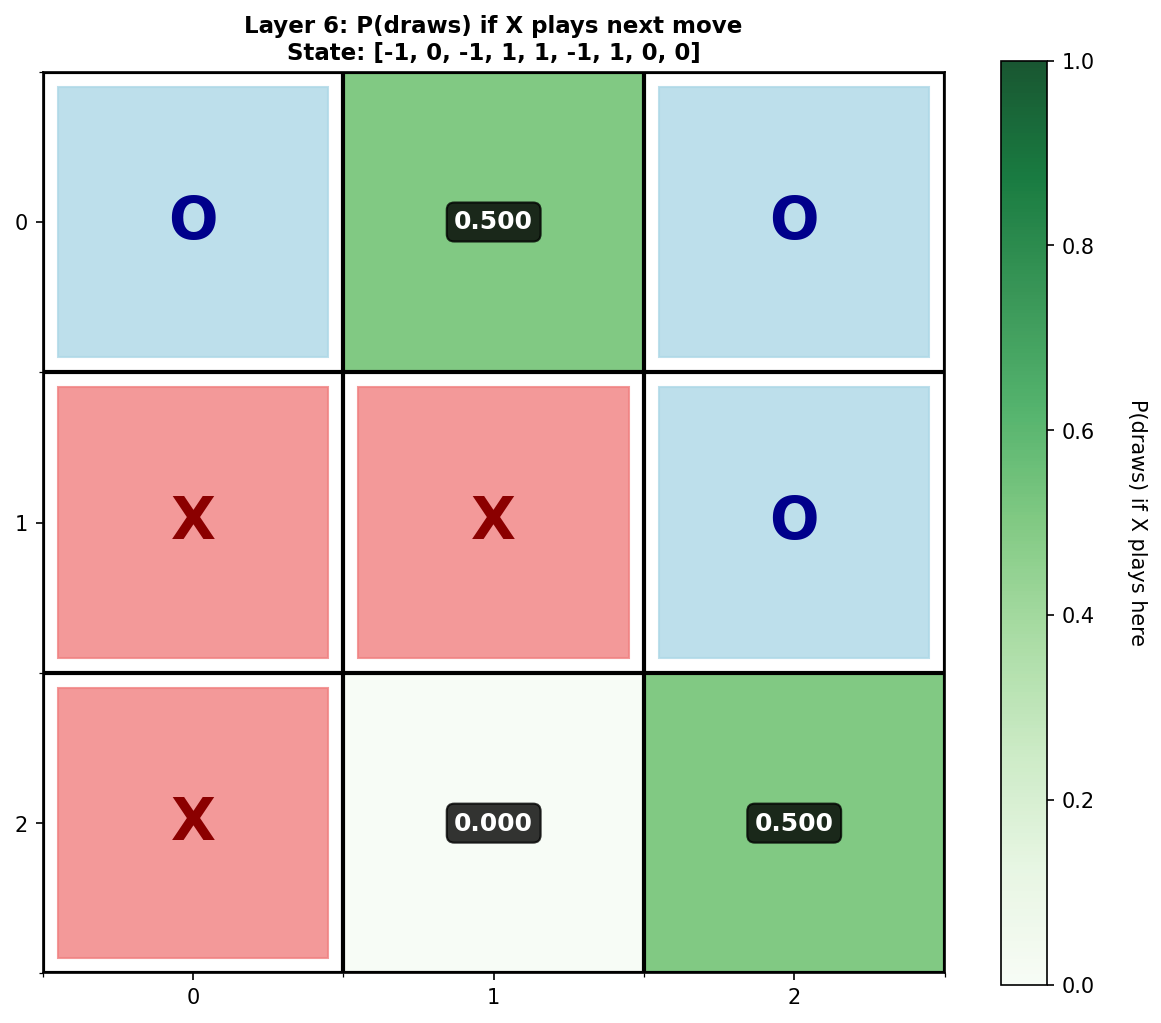 Layer 6: P(draws) if X plays next move
State: [-1, 0, -1, 1, 1, -1, 1, 0, 0]
0
O
0.500
O
1
X
X
O
2
X
0.000
0.500
0
1
2
1.0
0.8
0.6
0.4
0.2
0.0
P(draws) if X plays here